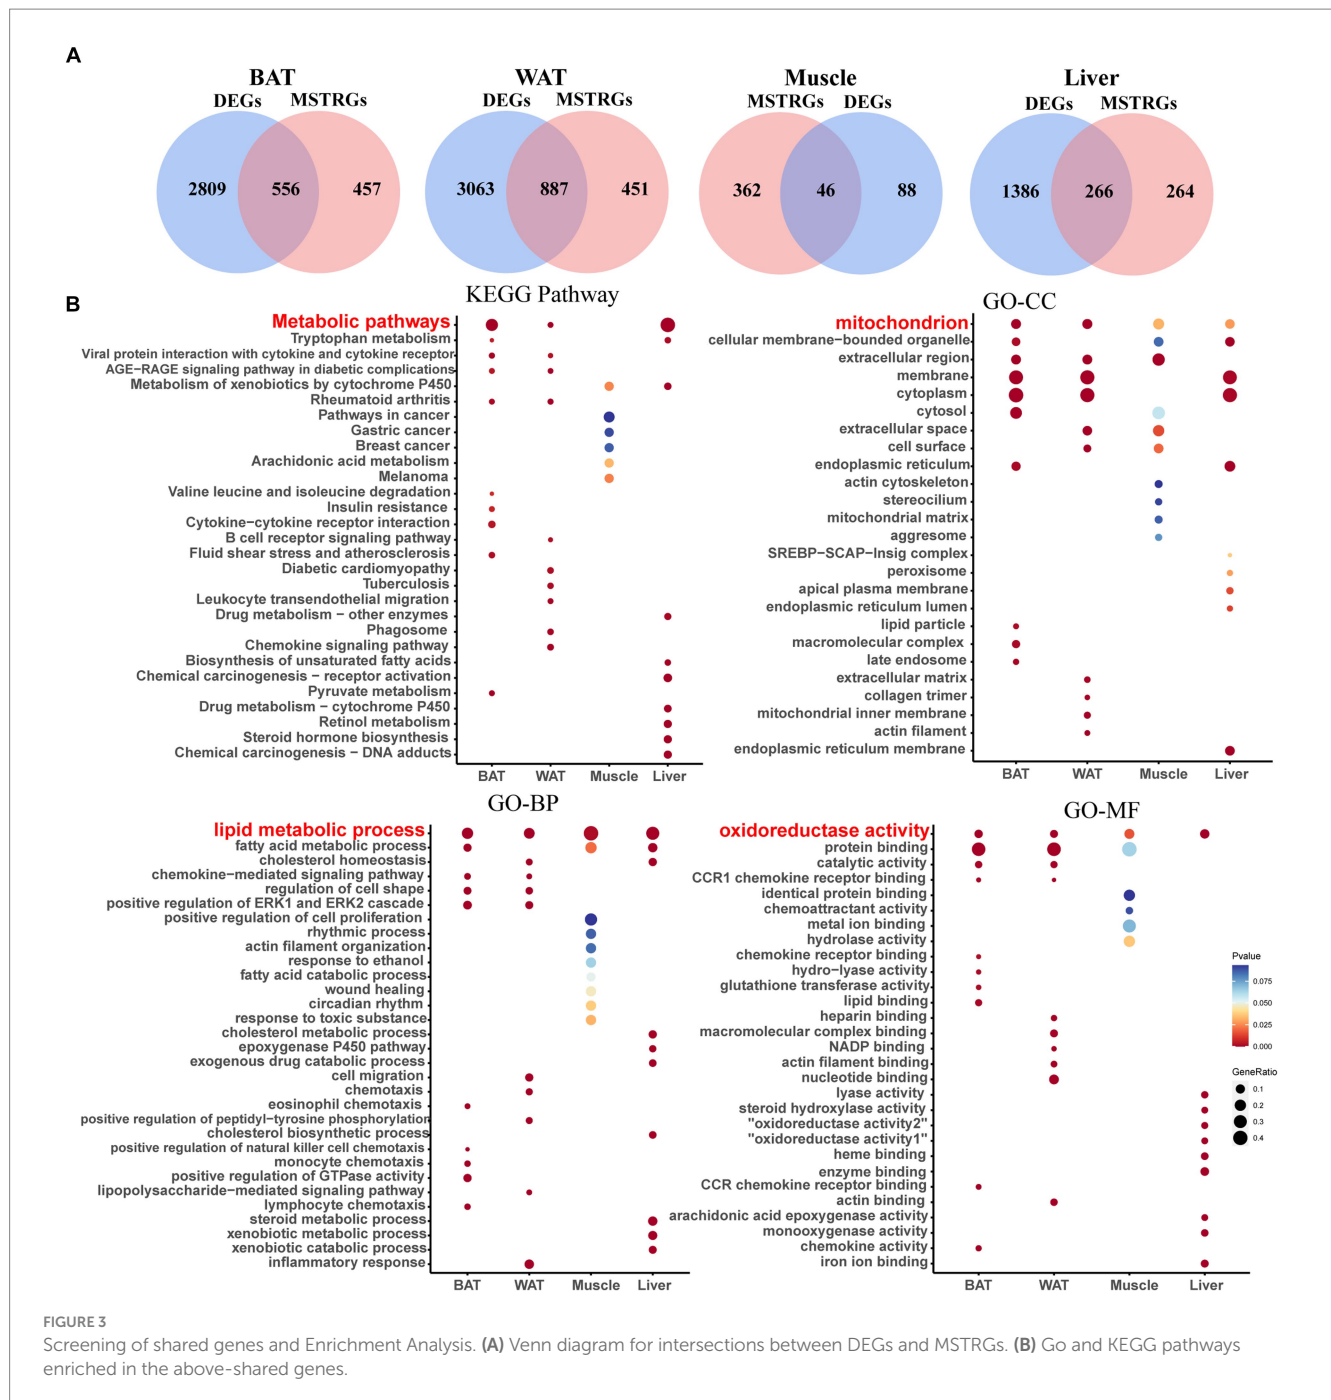 A
BAT
WAT
Muscle
Liver
DEGs MSTRGs
DEGs MSTRGs
MSTRGs DEGs
DEGs MSTRGs
2809 556 457
3063 887 451
362 46 88
1386 266 264
B
KEGG Pathway
Metabolic pathways
Tryptophan metabolism
Viral protein interaction with cytokine and cytokine receptor
AGE−RAGE signaling pathway in diabetic complications
Metabolism of xenobiotics by cytochrome P450
Rheumatoid arthritis
Pathways in cancer
Gastric cancer
Breast cancer
Arachidonic acid metabolism
Melanoma
Valine leucine and isoleucine degradation
Insulin resistance
Cytokine−cytokine receptor interaction
B cell receptor signaling pathway
Fluid shear stress and atherosclerosis
Diabetic cardiomyopathy
Tuberculosis
Leukocyte transendothelial migration
Drug metabolism − other enzymes
Phagosome
Chemokine signaling pathway
Biosynthesis of unsaturated fatty acids
Chemical carcinogenesis − receptor activation
Pyruvate metabolism
Drug metabolism − cytochrome P450
Retinol metabolism
Steroid hormone biosynthesis
Chemical carcinogenesis − DNA adducts
BAT WAT Muscle Liver
GO-CC
mitochondrion
cellular membrane−bounded organelle
extracellular region
membrane
cytoplasm
cytosol
extracellular space
cell surface
endoplasmic reticulum
actin cytoskeleton
stereocilium
mitochondrial matrix
aggresome
SREBP−SCAP−Insig complex
peroxisome
apical plasma membrane
endoplasmic reticulum lumen
lipid particle
macromolecular complex
late endosome
extracellular matrix
collagen trimer
mitochondrial inner membrane
actin filament
endoplasmic reticulum membrane
BAT WAT Muscle Liver
GO-BP
lipid metabolic process
fatty acid metabolic process
cholesterol homeostasis
chemokine−mediated signaling pathway
regulation of cell shape
positive regulation of ERK1 and ERK2 cascade
positive regulation of cell proliferation
rhythmic process
actin filament organization
response to ethanol
fatty acid catabolic process
wound healing
circadian rhythm
response to toxic substance
cholesterol metabolic process
epoxygenase P450 pathway
exogenous drug catabolic process
cell migration
chemotaxis
eosinophil chemotaxis
positive regulation of peptidyl−tyrosine phosphorylation
cholesterol biosynthetic process
positive regulation of natural killer cell chemotaxis
monocyte chemotaxis
positive regulation of GTPase activity
lipopolysaccharide−mediated signaling pathway
lymphocyte chemotaxis
steroid metabolic process
xenobiotic metabolic process
xenobiotic catabolic process
inflammatory response
BAT WAT Muscle Liver
GO-MF
oxidoreductase activity
protein binding
catalytic activity
CCR1 chemokine receptor binding
identical protein binding
chemoattractant activity
metal ion binding
hydrolase activity
chemokine receptor binding
hydro−lyase activity
glutathione transferase activity
lipid binding
heparin binding
macromolecular complex binding
NADP binding
actin filament binding
nucleotide binding
lyase activity
steroid hydroxylase activity
"oxidoreductase activity2"
"oxidoreductase activity1"
heme binding
enzyme binding
CCR chemokine receptor binding
actin binding
arachidonic acid epoxygenase activity
monooxygenase activity
chemokine activity
iron ion binding
BAT WAT Muscle Liver
Pvalue
0.075
0.050
0.025
0.000
GeneRatio
0.1
0.2
0.3
0.4
FIGURE 3
Screening of shared genes and Enrichment Analysis. (A) Venn diagram for intersections between DEGs and MSTRGs. (B) Go and KEGG pathways
enriched in the above-shared genes.